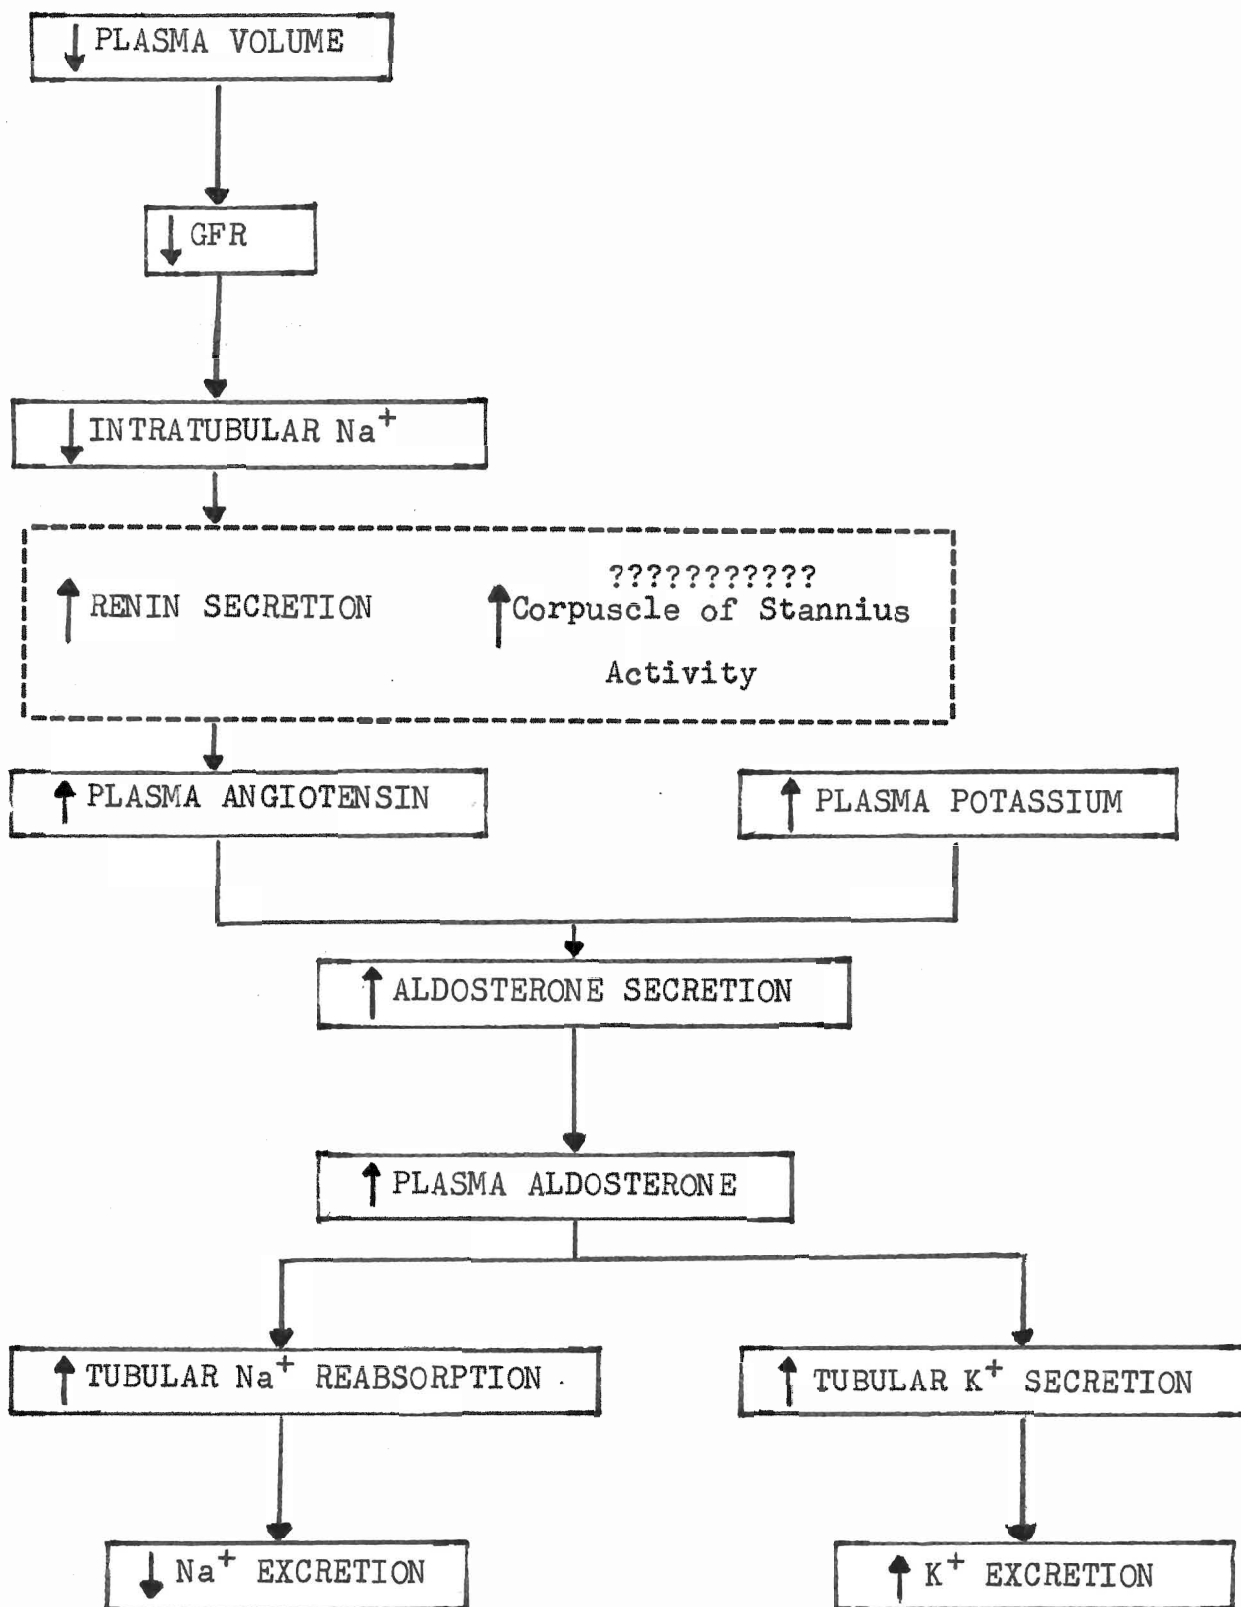 ↓ PLASMA VOLUME
↓ GFR
↓ INTRATUBULAR Na⁺
???????????
↑ RENIN SECRETION ↑ Corpuscle of Stannius
Activity
↑ PLASMA ANGIOTENSIN ↑ PLASMA POTASSIUM
↑ ALDOSTERONE SECRETION
↑ PLASMA ALDOSTERONE
↑ TUBULAR Na⁺ REABSORPTION ↑ TUBULAR K⁺ SECRETION
↓ Na⁺ EXCRETION ↑ K⁺ EXCRETION